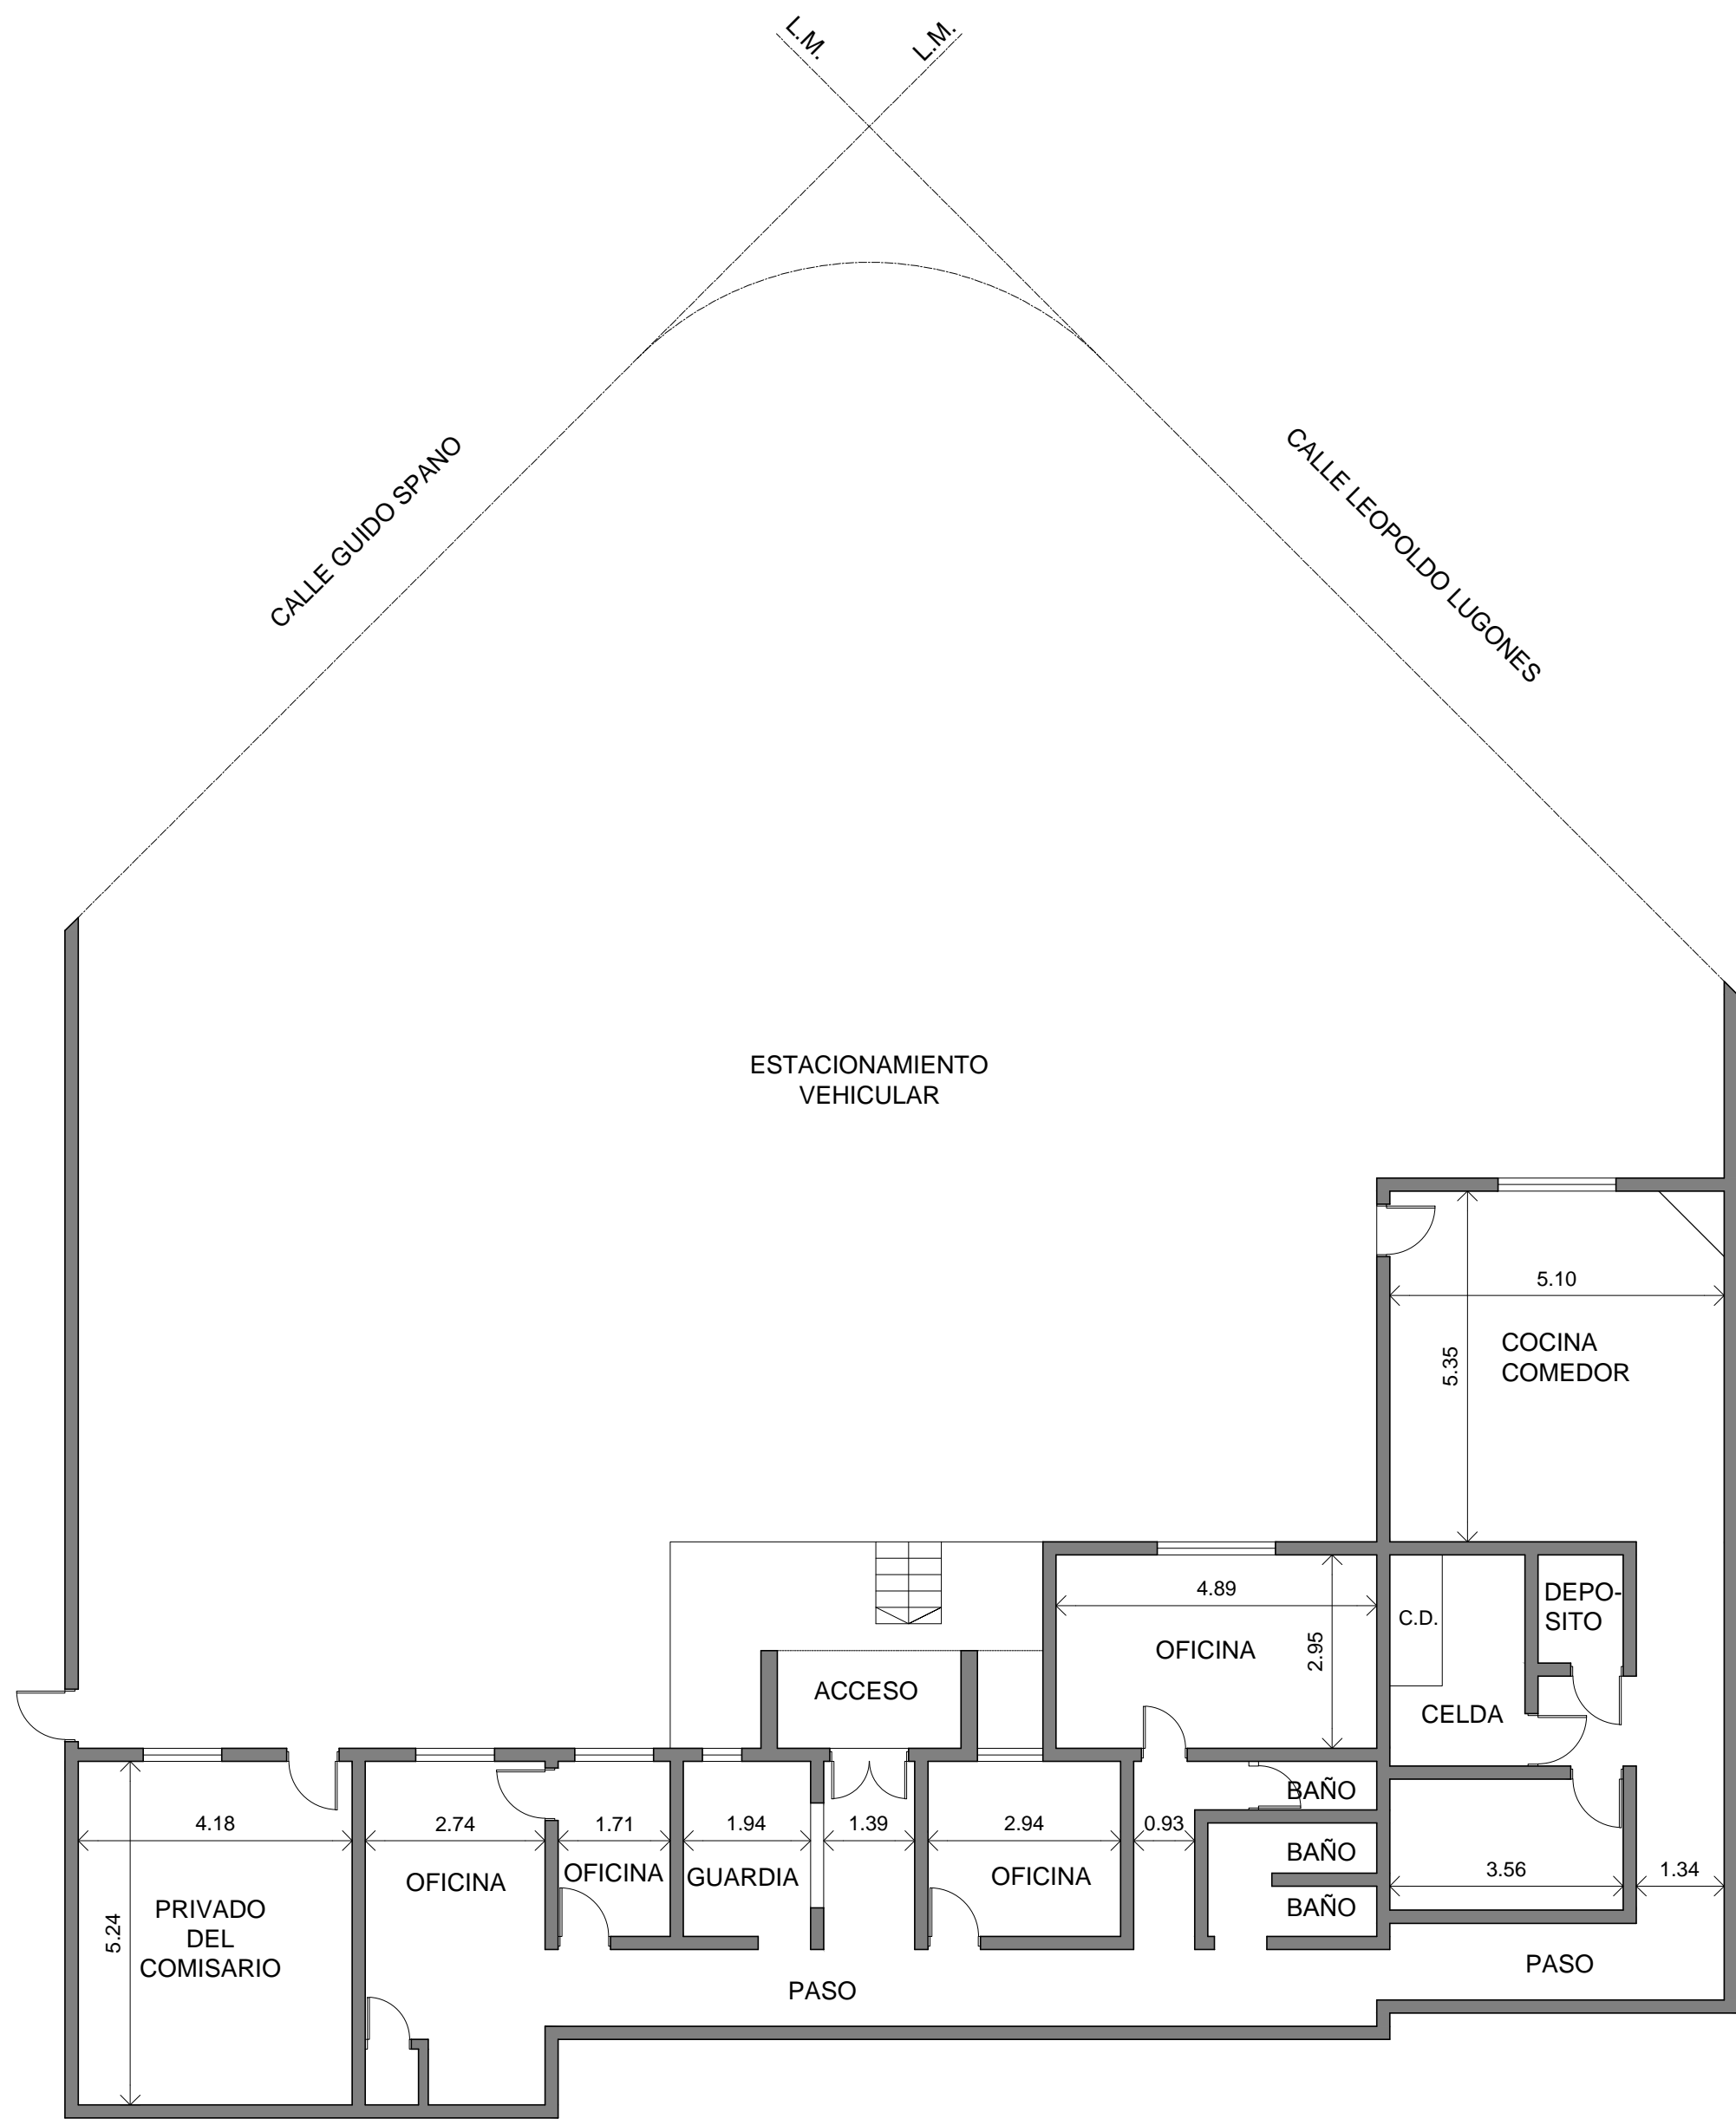 L.M.
L.M.
CALLE GUIDO SPANO
CALLE LEOPOLDO LUGONES
ESTACIONAMIENTO
VEHICULAR
5.10
5.35
COCINA
COMEDOR
4.89
2.95
OFICINA
C.D.
DEPO-
SITO
ACCESO
CELDA
BAÑO
4.18
2.74
1.71
1.94
1.39
2.94
0.93
BAÑO
3.56
1.34
OFICINA
OFICINA
GUARDIA
OFICINA
BAÑO
PRIVADO
DEL
COMISARIO
5.24
PASO
PASO